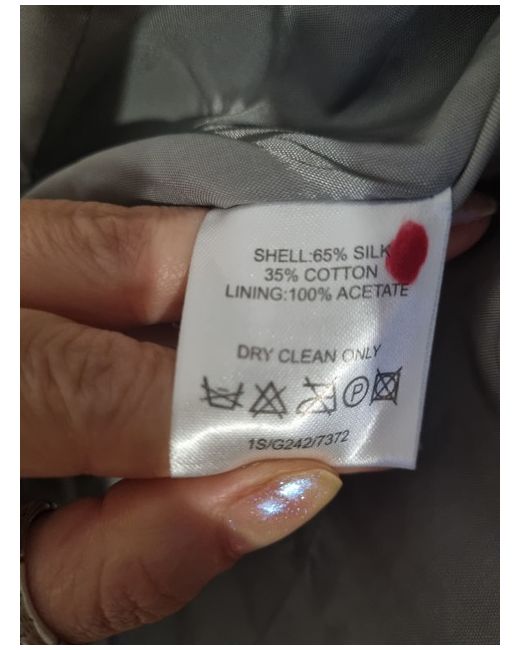 SHELL:65% SILK
35% COTTON
LINING:100% ACETATE
DRY CLEAN ONLY
P
1S/G242/7372